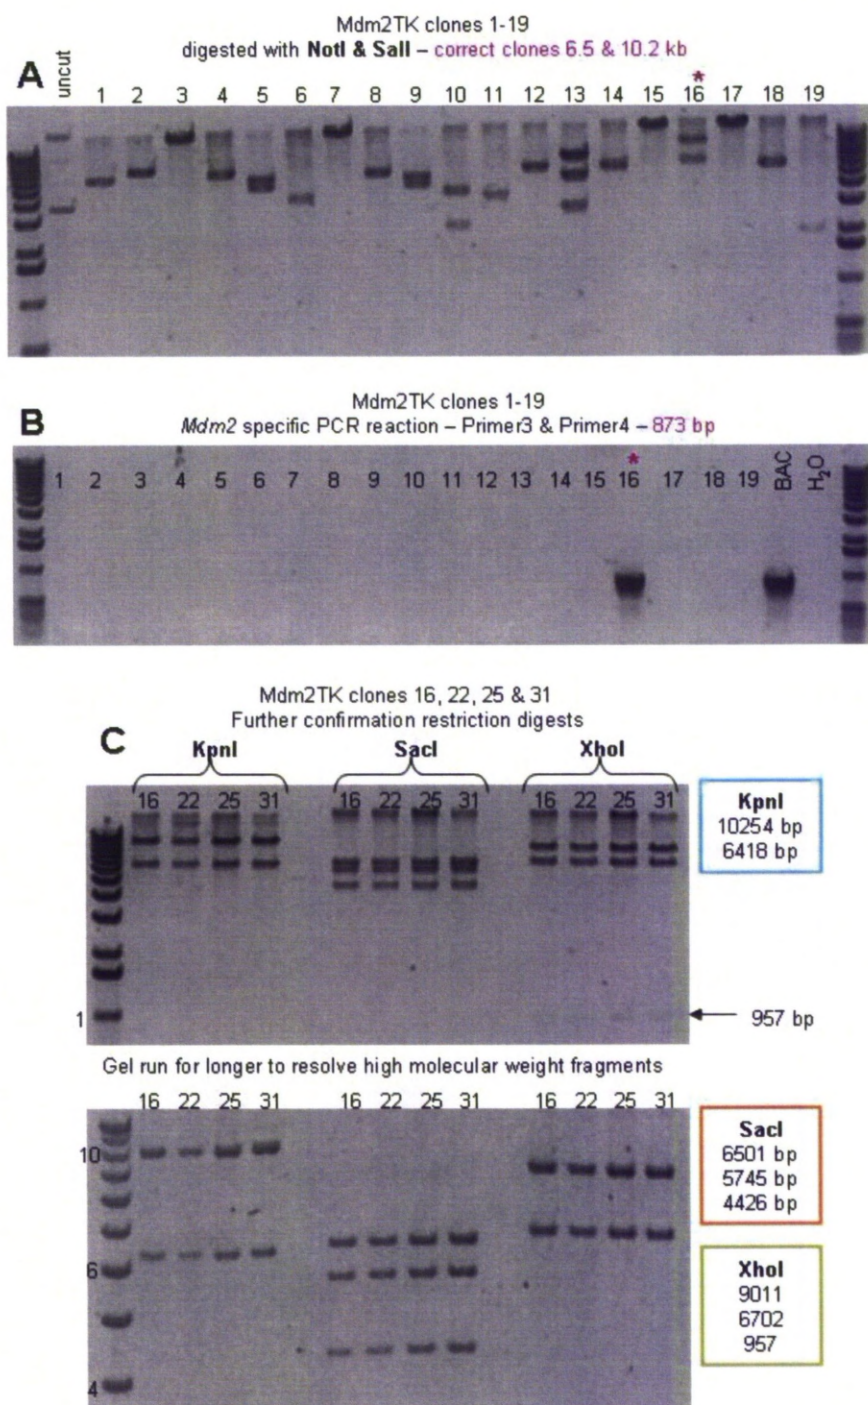 Mdm2TK clones 1-19
digested with NotI & SalI – correct clones 6.5 & 10.2 kb
A
uncut 1 2 3 4 5 6 7 8 9 10 11 12 13 14 15 16 17 18 19
*
Mdm2TK clones 1-19
B
Mdm2 specific PCR reaction – Primer3 & Primer4 – 873 bp
*
1 2 3 4 5 6 7 8 9 10 11 12 13 14 15 16 17 18 19 BAC H₂O
Mdm2TK clones 16, 22, 25 & 31
Further confirmation restriction digests
C
KpnI SacI XhoI
16 22 25 31 16 22 25 31 16 22 25 31
KpnI
10254 bp
6418 bp
1
957 bp
Gel run for longer to resolve high molecular weight fragments
16 22 25 31 16 22 25 31 16 22 25 31
10
6
4
SacI
6501 bp
5745 bp
4426 bp
XhoI
9011
6702
957